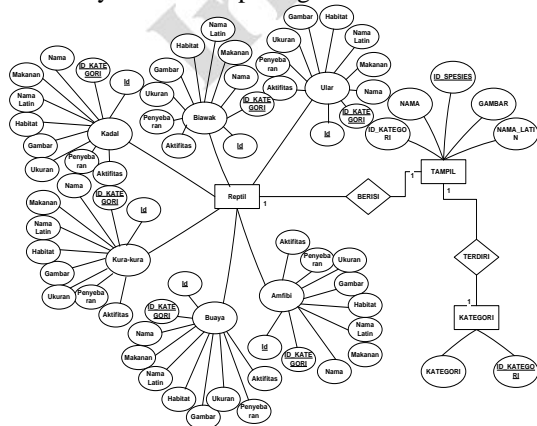 Nama
ID_KATE
GORI
Id
Makanan
Nama
Latin
Habitat
Gambar
Ukuran
Penyeba
ran
Aktifitas
Kadal
Nama
Latin
Habitat
Makanan
Gambar
Nama
Ukuran
ID_KATE
GORI
Penyeba
ran
Id
Aktifitas
Biawak
Gambar
Habitat
Ukuran
Nama
Latin
Penyeba
ran
Makanan
Aktifitas
Nama
ID_KATE
GORI
Id
Ular
ID_SPESIES
NAMA
GAMBAR
ID_KATEGO
RI
NAMA_LATI
N
TAMPIL
1
1
BERISI
1
Reptil
TERDIRI
1
KATEGORI
KATEGORI
ID_KATEGO
RI
Nama
ID_KATE
GORI
Makanan
Id
Nama
Latin
Habitat
Gambar
Ukuran
Penyeba
ran
Aktifitas
Kura-kura
Id
ID_KATE
GORI
Nama
Makanan
Nama
Latin
Habitat
Gambar
Ukuran
Penyeba
ran
Aktifitas
Buaya
Aktifitas
Penyeba
ran
Ukuran
Gambar
Habitat
Nama
Latin
Makanan
Nama
ID_KATE
GORI
Id
Amfibi